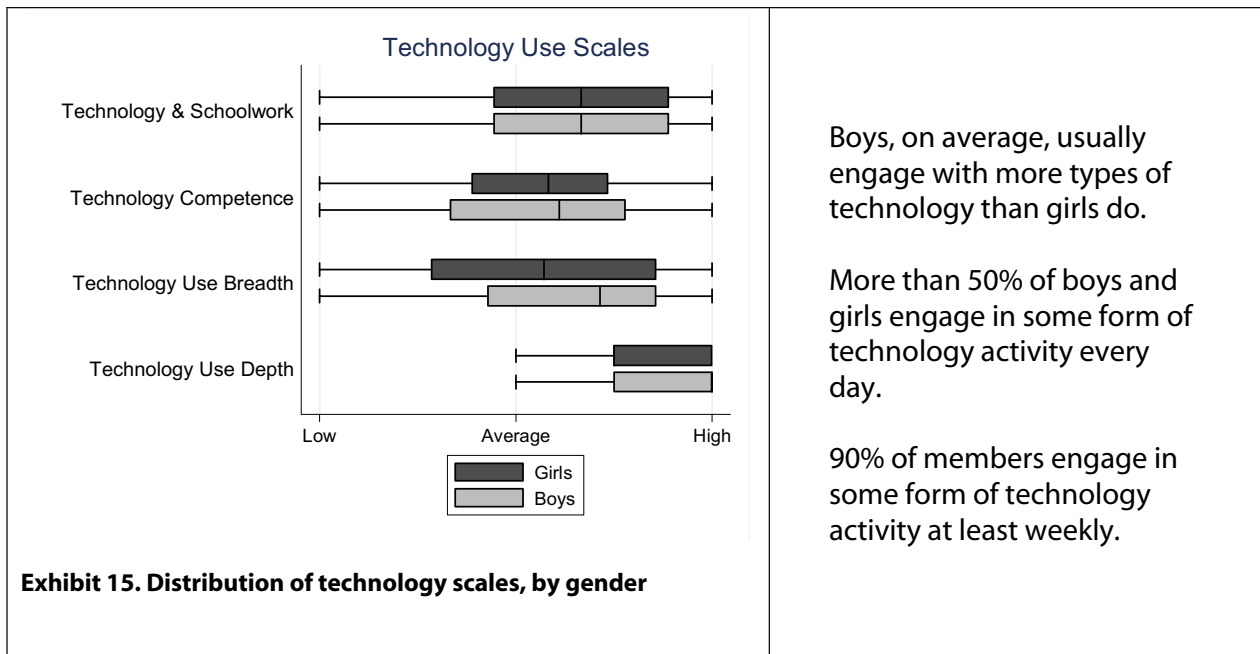 Technology Use Scales
Technology & Schoolwork
Technology Competence
Technology Use Breadth
Technology Use Depth
Low
Average
High
Girls
Boys
Exhibit 15. Distribution of technology scales, by gender
Boys, on average, usually
engage with more types of
technology than girls do.
More than 50% of boys and
girls engage in some form of
technology activity every
day.
90% of members engage in
some form of technology
activity at least weekly.